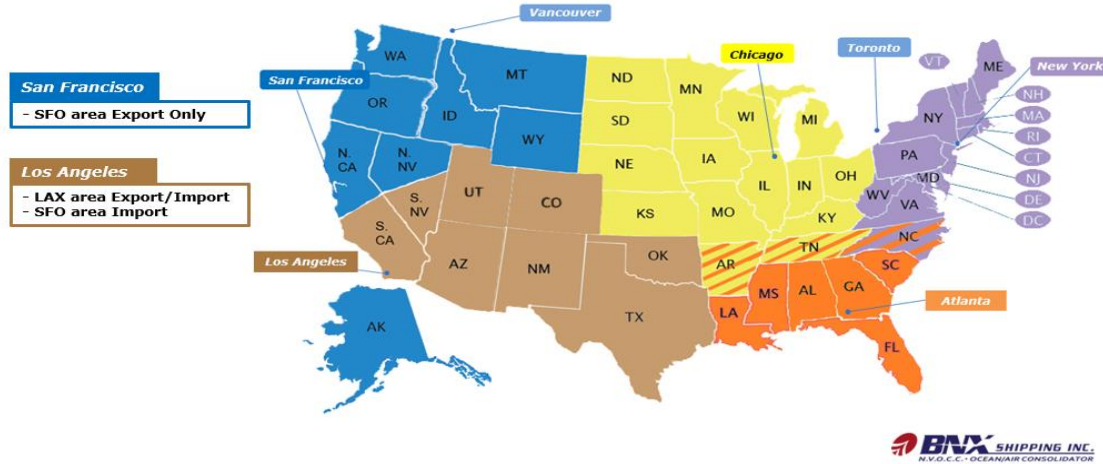 Vancouver
San Francisco
- SFO area Export Only
Los Angeles
- LAX area Export/Import
- SFO area Import
San Francisco
Chicago
Toronto
New York
Los Angeles
Atlanta
WA
OR
ID
MT
WY
N.
CA
N.
NV
S.
CA
S.
NV
UT
CO
AZ
NM
OK
TX
AK
ND
SD
NE
KS
MN
IA
MO
WI
IL
MI
IN
OH
KY
TN
AR
LA
MS
AL
GA
FL
SC
NC
VA
WV
MD
PA
NY
ME
VT
NH
MA
RI
CT
NJ
DE
DC
BNX SHIPPING INC.
N.V.O.C.C. · OCEAN/AIR CONSOLIDATOR